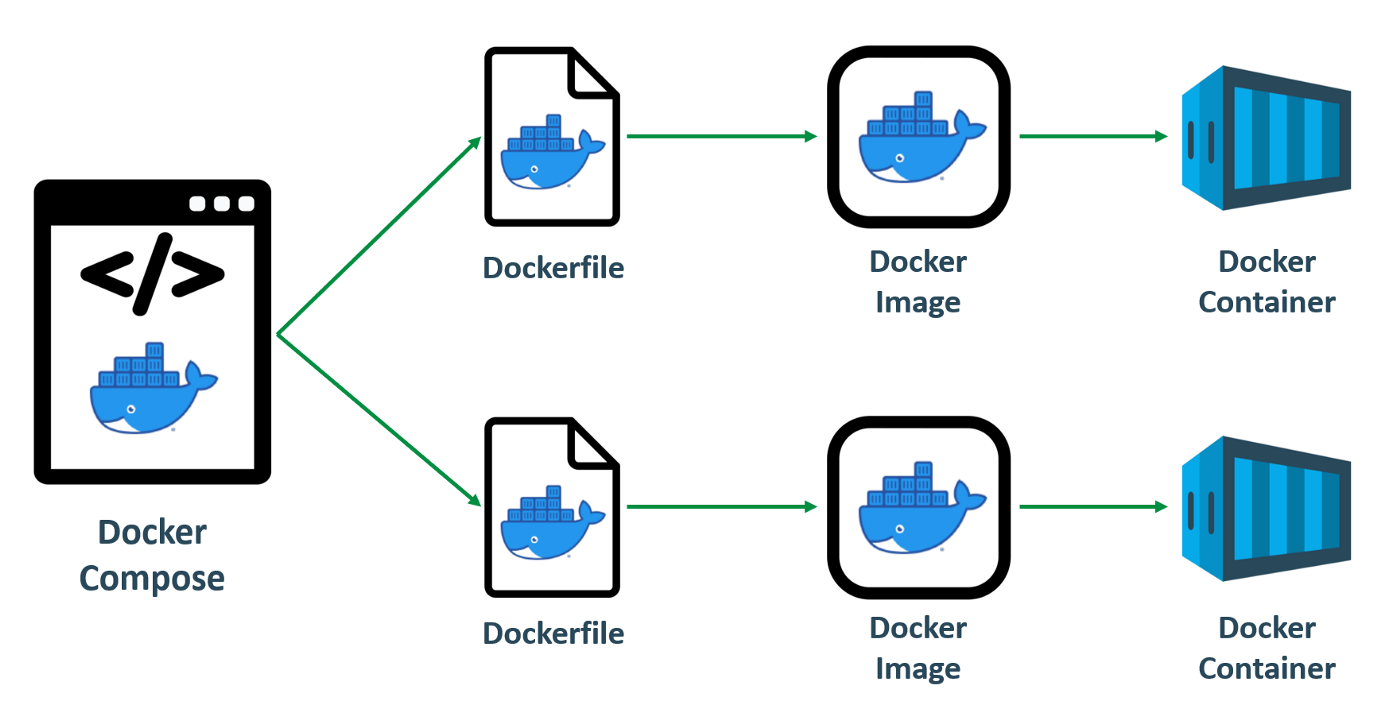 Dockerfile
Docker
Image
Docker
Container
Docker
Compose
Dockerfile
Docker
Image
Docker
Container